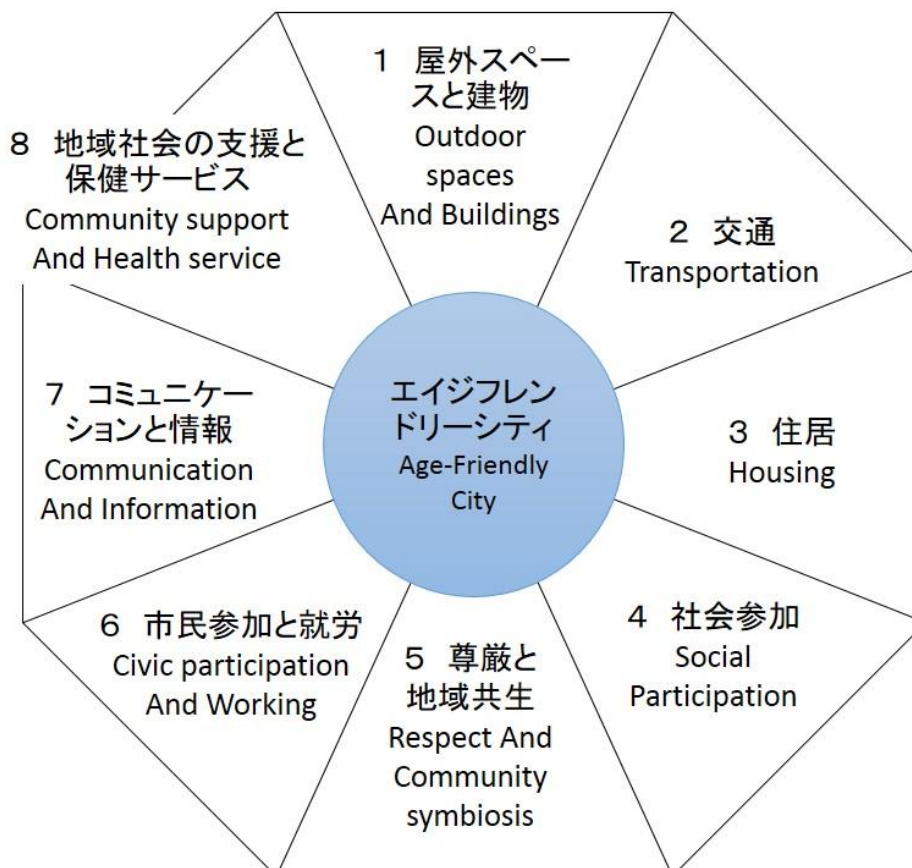 1 屋外スペー
スと建物
Outdoor
spaces
And Buildings
2 交通
Transportation
3 住居
Housing
4 社会参加
Social
Participation
5 尊厳と
地域共生
Respect And
Community
symbiosis
6 市民参加と就労
Civic participation
And Working
7 コミュニケー
ションと情報
Communication
And Information
8 地域社会の支援と
保健サービス
Community support
And Health service
エイジフレン
ドリーシティ
Age-Friendly
City